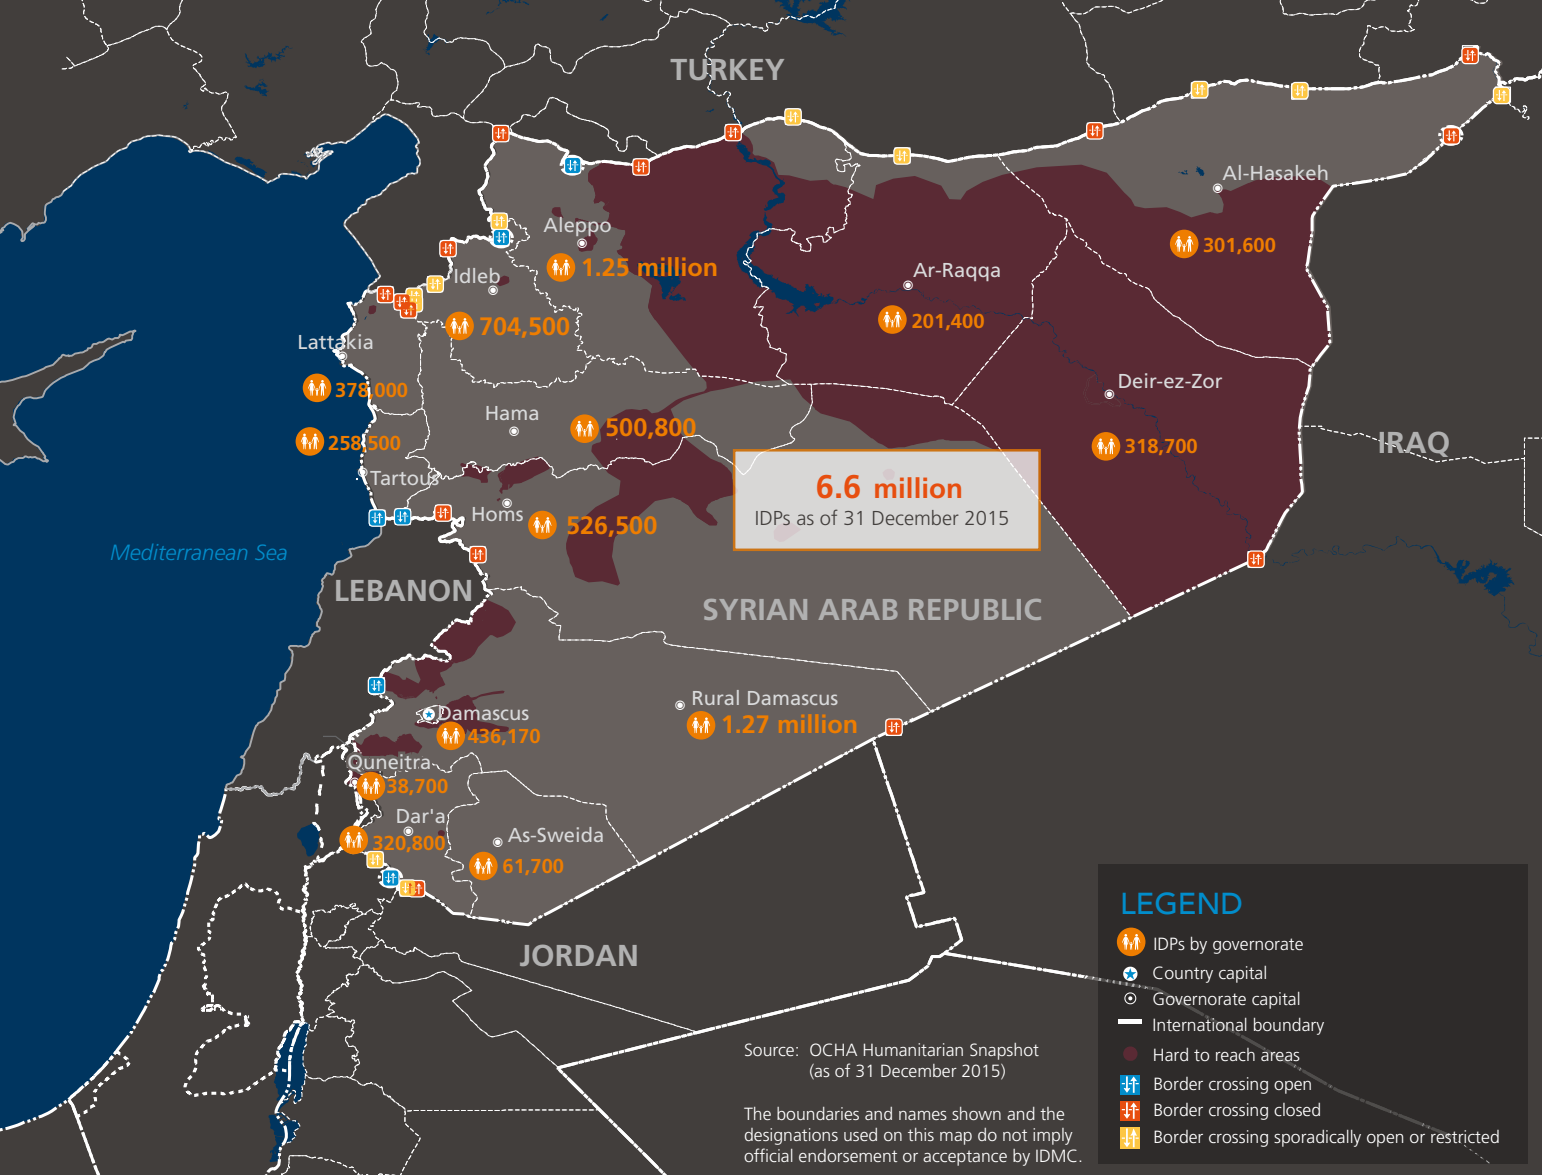 TURKEY
Al-Hasakeh
301,600
Aleppo
1.25 million
Idleb
704,500
Ar-Raqqa
201,400
Lattakia
378,000
Deir-ez-Zor
318,700
Hama
500,800
258,500
Tartous
IRAQ
6.6 million
IDPs as of 31 December 2015
Homs
526,500
Mediterranean Sea
LEBANON
SYRIAN ARAB REPUBLIC
Rural Damascus
1.27 million
Damascus
436,170
Quneitra
38,700
Dar'a
320,800
As-Sweida
61,700
JORDAN
LEGEND
IDPs by governorate
Country capital
Governorate capital
International boundary
Hard to reach areas
Border crossing open
Border crossing closed
Border crossing sporadically open or restricted
Source: OCHA Humanitarian Snapshot
(as of 31 December 2015)
The boundaries and names shown and the
designations used on this map do not imply
official endorsement or acceptance by IDMC.